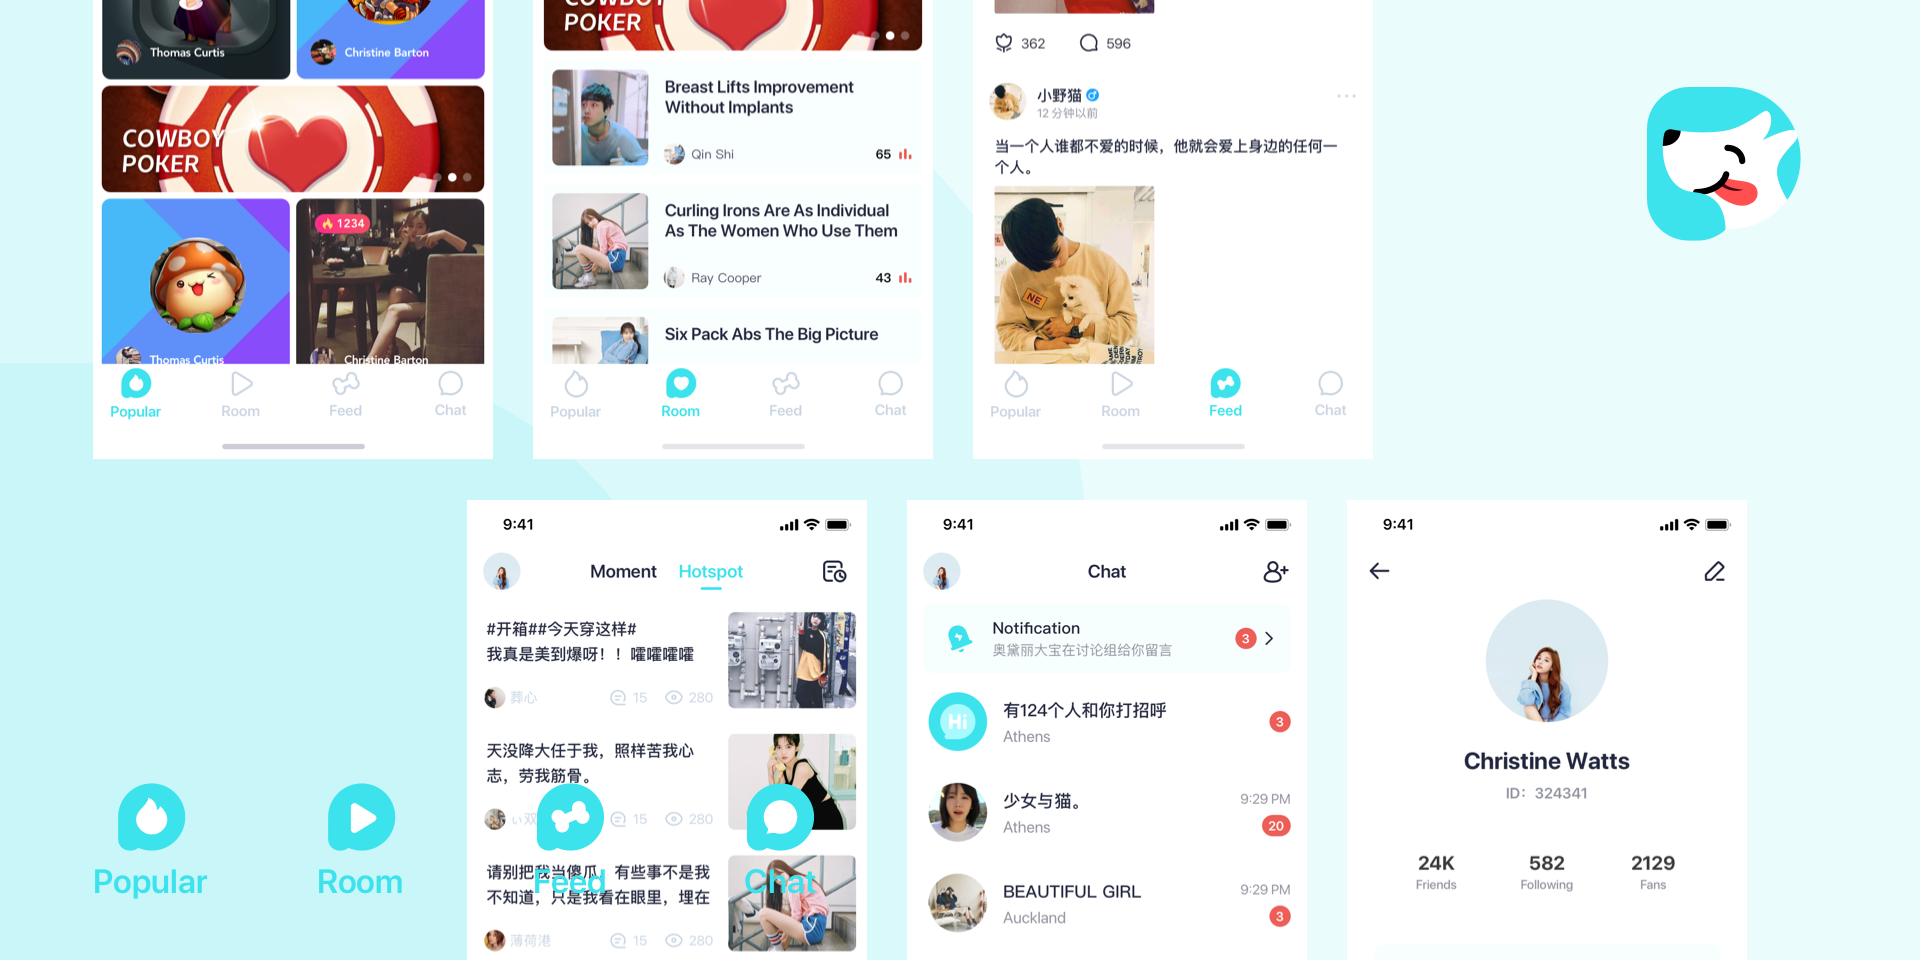 Thomas Curtis
Christine Barton
COWBOY
POKER
1234
Thomas Curtis
Christine Barton
Popular
Room
Feed
Chat
COWBOY
POKER
Breast Lifts Improvement
Without Implants
Qin Shi
65
Curling Irons Are As Individual
As The Women Who Use Them
Ray Cooper
43
Six Pack Abs The Big Picture
Popular
Room
Feed
Chat
362
596
小野猫
12 分钟以前
当一个人谁都不爱的时候，他就会爱上身边的任何一
个人。
NE
Popular
Room
Feed
Chat
9:41
Moment
Hotspot
#开箱##今天穿这样#
我真是美到爆呀！！嚯嚯嚯嚯
葬心
15
280
天没降大任于我，照样苦我心
志，劳我筋骨。
15
280
请别把我当傻瓜，有些事不是我
不知道，只是我看在眼里，埋在
薄荷港
15
280
9:41
Chat
Notification
奥黛丽大宝在讨论组给你留言
3
Hi
有124个人和你打招呼
Athens
3
少女与猫。
Athens
9:29 PM
20
BEAUTIFUL GIRL
Auckland
9:29 PM
3
9:41
Christine Watts
ID：324341
24K
Friends
582
Following
2129
Fans
Popular
Room
Feed
Chat